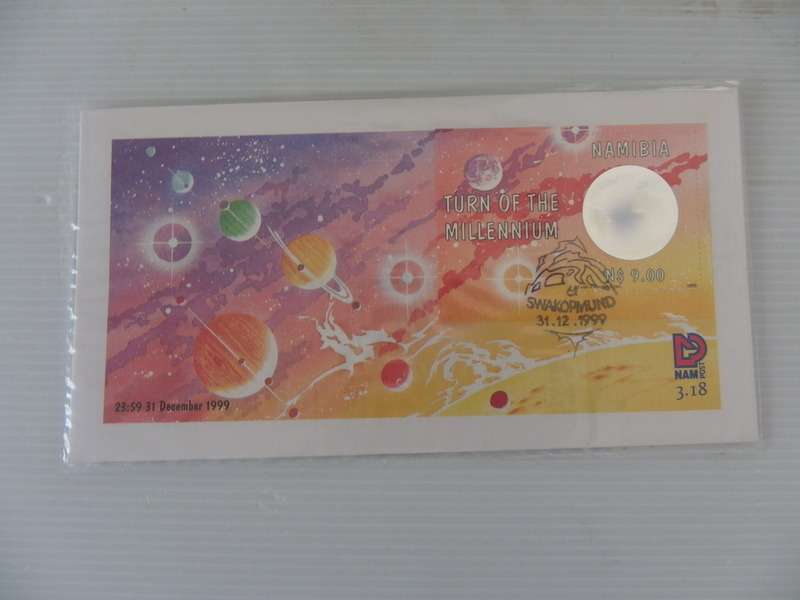 NAMIBIA
TURN OF THE
MILLENNIUM
N$ 9.00
SWAKOPMUND
31.12.1999
NAM
POST
3.18
23:59 31 December 1999